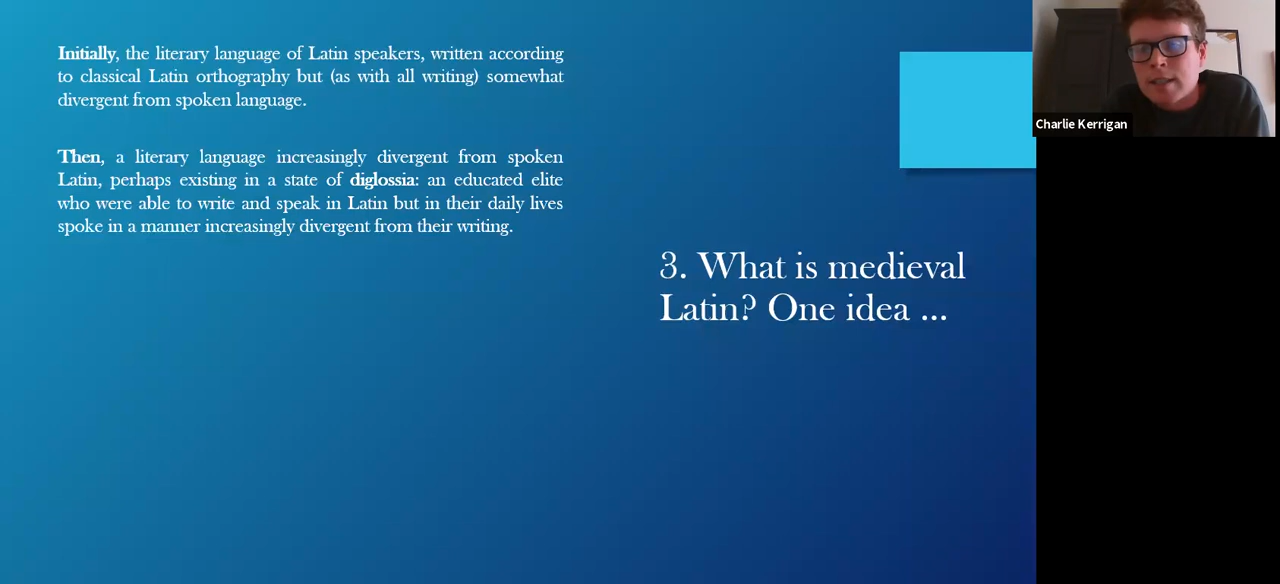 Initially, the literary language of Latin speakers, written according
to classical Latin orthography but (as with all writing) somewhat
divergent from spoken language.
Then, a literary language increasingly divergent from spoken
Latin, perhaps existing in a state of diglossia: an educated elite
who were able to write and speak in Latin but in their daily lives
spoke in a manner increasingly divergent from their writing.
3. What is medieval
Latin? One idea ...
Charlie Kerrigan